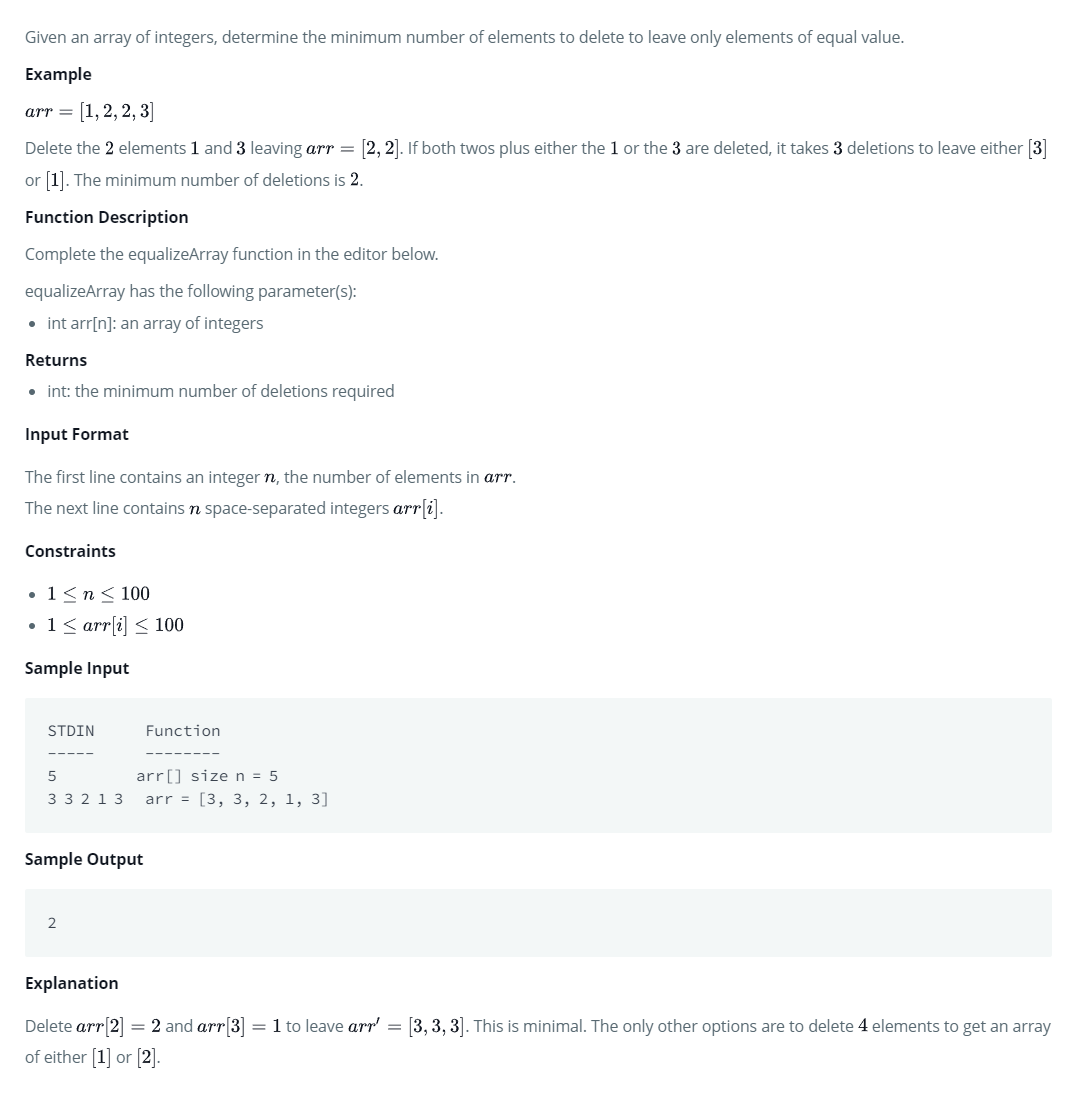 Given an array of integers, determine the minimum number of elements to delete to leave only elements of equal value.
Example
arr = [1, 2, 2, 3]
Delete the 2 elements 1 and 3 leaving arr = [2, 2]. If both twos plus either the 1 or the 3 are deleted, it takes 3 deletions to leave either [3]
or [1]. The minimum number of deletions is 2.
Function Description
Complete the equalizeArray function in the editor below.
equalizeArray has the following parameter(s):
• int arr[n]: an array of integers
Returns
• int: the minimum number of deletions required
Input Format
The first line contains an integer n, the number of elements in arr.
The next line contains n space-separated integers arr[i].
Constraints
• 1 ≤ n ≤ 100
• 1 ≤ arr[i] ≤ 100
Sample Input
STDIN Function
----- --------
5 arr[] size n = 5
3 3 2 1 3 arr = [3, 3, 2, 1, 3]
Sample Output
2
Explanation
Delete arr[2] = 2 and arr[3] = 1 to leave arr′ = [3, 3, 3]. This is minimal. The only other options are to delete 4 elements to get an array
of either [1] or [2].